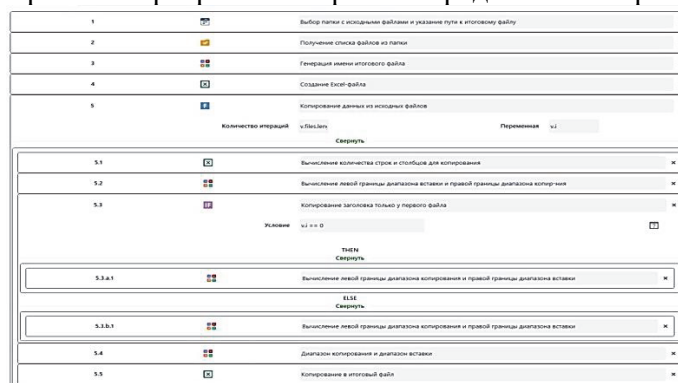 1 Выбор папки с исходными файлами и указание пути к итоговому файлу
2 Получение списка файлов из папки
3 Генерация имени итогового файла
4 Создание Excel-файла
5 F Копирование данных из исходных файлов
Количество итераций v.files.len Переменная v.i
Свернуть
5.1 Вычисление количества строк и столбцов для копирования
5.2 Вычисление левой границы диапазона вставки и правой границы диапазона копир-ния
5.3 IF Копирование заголовка только у первого файла
Условие v.i == 0
THEN
Свернуть
5.3.a.1 Вычисление левой границы диапазона копирования и правой границы диапазона вставки
ELSE
Свернуть
5.3.b.1 Вычисление левой границы диапазона копирования и правой границы диапазона вставки
5.4 Диапазон копирования и диапазон вставки
5.5 Копирование в итоговый файл